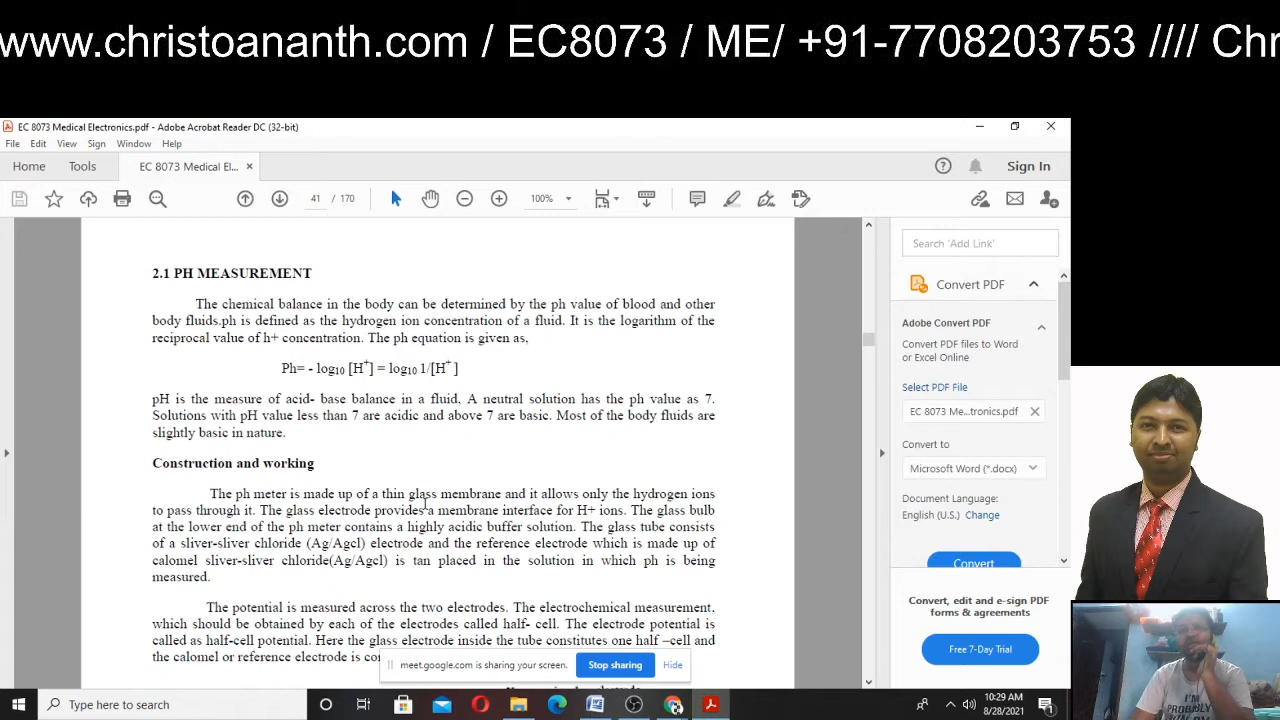 www.christoananth.com / EC8073 / ME/ +91-7708203753 //// Chr
EC 8073 Medical Electronics.pdf - Adobe Acrobat Reader DC (32-bit)
File Edit View Sign Window Help
Home Tools EC 8073 Medical El... × Sign In
41 / 170 100%
2.1 PH MEASUREMENT
The chemical balance in the body can be determined by the ph value of blood and other
body fluids.ph is defined as the hydrogen ion concentration of a fluid. It is the logarithm of the
reciprocal value of h+ concentration. The ph equation is given as,
Ph= - log10 [H+] = log10 1/[H+ ]
pH is the measure of acid- base balance in a fluid. A neutral solution has the ph value as 7.
Solutions with pH value less than 7 are acidic and above 7 are basic. Most of the body fluids are
slightly basic in nature.
Construction and working
The ph meter is made up of a thin glass membrane and it allows only the hydrogen ions
to pass through it. The glass electrode provides a membrane interface for H+ ions. The glass bulb
at the lower end of the ph meter contains a highly acidic buffer solution. The glass tube consists
of a sliver-sliver chloride (Ag/Agcl) electrode and the reference electrode which is made up of
calomel sliver-sliver chloride(Ag/Agcl) is tan placed in the solution in which ph is being
measured.
The potential is measured across the two electrodes. The electrochemical measurement,
which should be obtained by each of the electrodes called half- cell. The electrode potential is
called as half-cell potential. Here the glass electrode inside the tube constitutes one half –cell and
the calomel or reference electrode is co
meet.google.com is sharing your screen. Stop sharing Hide
Search 'Add Link'
Convert PDF
Adobe Convert PDF
Convert PDF files to Word
or Excel Online
Select PDF File
EC 8073 Me...tronics.pdf
Convert to
Microsoft Word (*.docx)
Document Language:
English (U.S.) Change
Convert
Convert, edit and e-sign PDF
forms & agreements
Free 7-Day Trial
I'M
PROBABLY
Type here to search
10:29 AM
8/28/2021
1